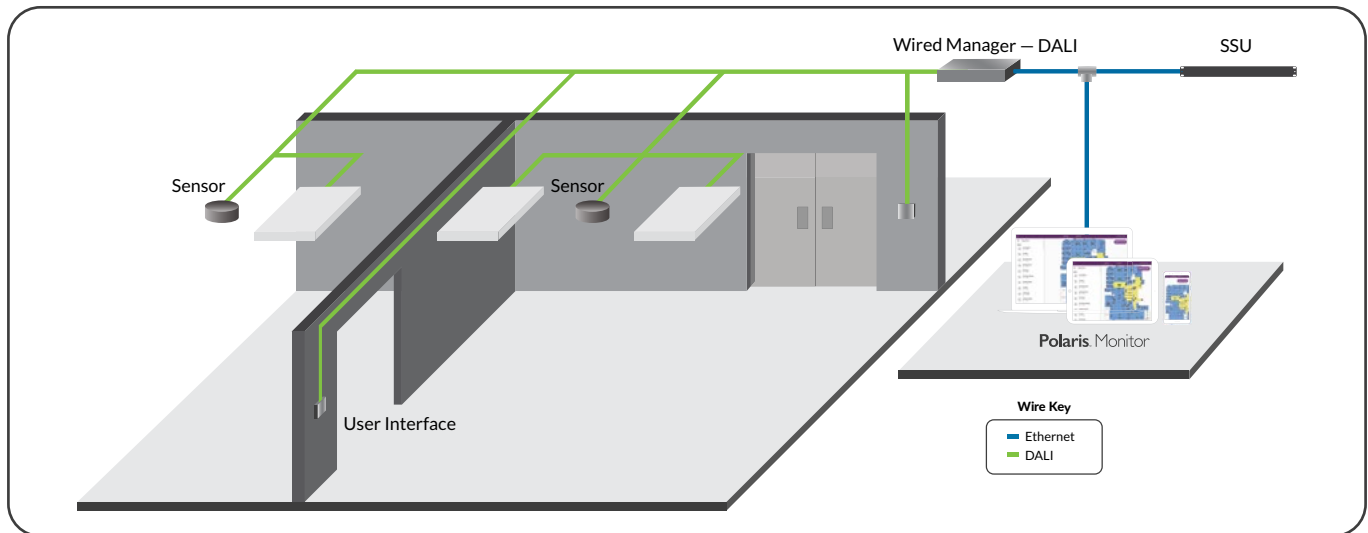 Wired Manager — DALI
SSU
Sensor
Sensor
User Interface
Polaris. Monitor
Wire Key
Ethernet
DALI